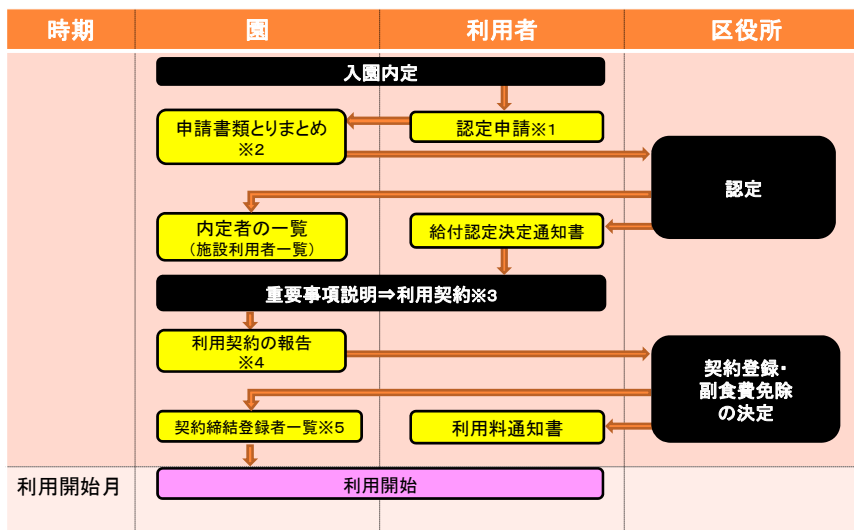 時期 園 利用者 区役所
入園内定
申請書類とりまとめ
※2
認定申請※1
認定
内定者の一覧
(施設利用者一覧)
給付認定決定通知書
重要事項説明⇒利用契約※3
利用契約の報告
※4
契約登録・
副食費免除
の決定
契約締結登録者一覧※5
利用料通知書
利用開始月
利用開始